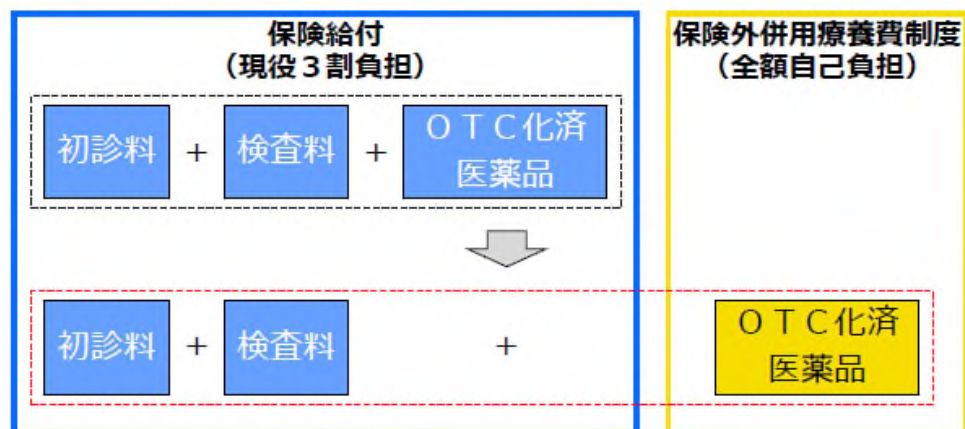 保険給付
（現役３割負担）
保険外併用療養費制度
（全額自己負担）
初診料 + 検査料 + ＯＴＣ化済
医薬品
初診料 + 検査料 + ＯＴＣ化済
医薬品